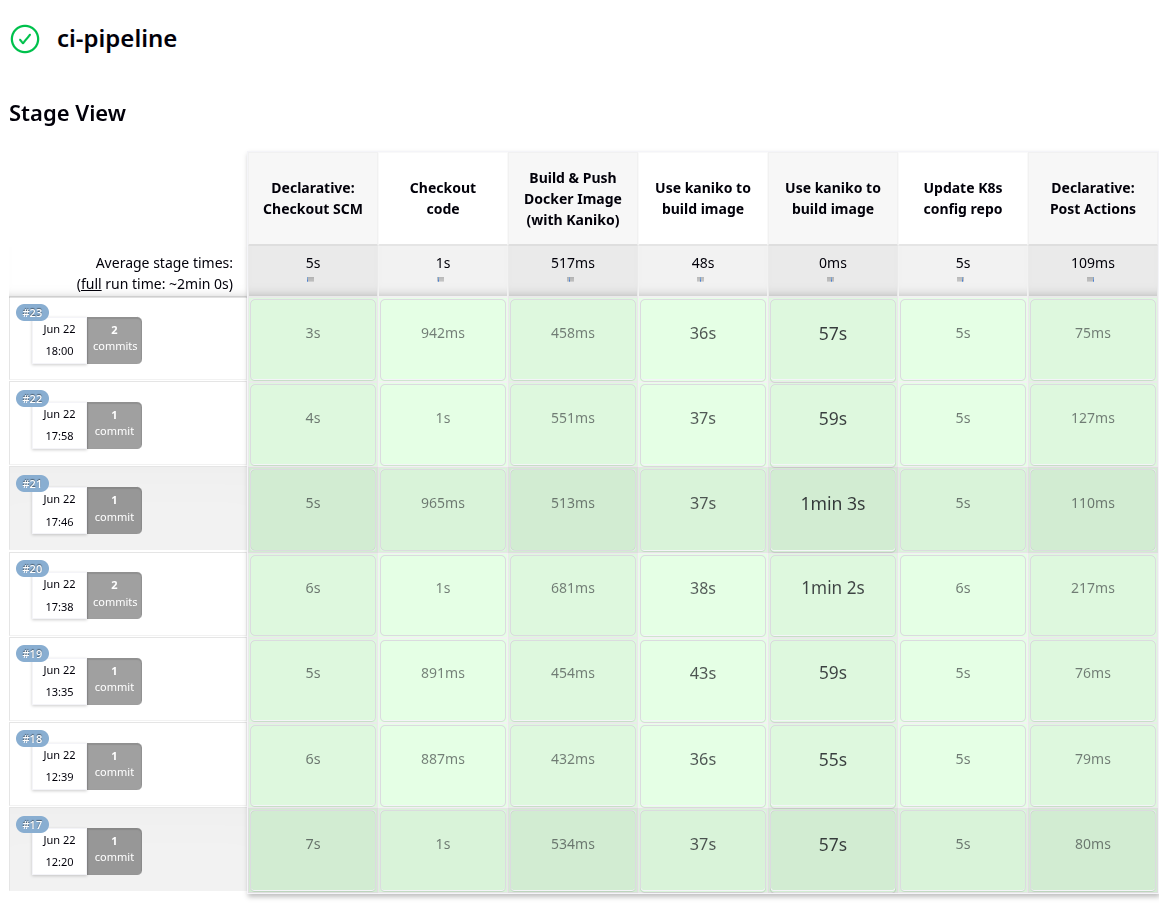 ci-pipeline
Stage View
Declarative: Checkout SCM
Checkout code
Build & Push Docker Image (with Kaniko)
Use kaniko to build image
Use kaniko to build image
Update K8s config repo
Declarative: Post Actions
Average stage times:
(full run time: ~2min 0s)
5s 1s 517ms 48s 0ms 5s 109ms
#23
Jun 22
18:00
2
commits
3s 942ms 458ms 36s 57s 5s 75ms
#22
Jun 22
17:58
1
commit
4s 1s 551ms 37s 59s 5s 127ms
#21
Jun 22
17:46
1
commit
5s 965ms 513ms 37s 1min 3s 5s 110ms
#20
Jun 22
17:38
2
commits
6s 1s 681ms 38s 1min 2s 6s 217ms
#19
Jun 22
13:35
1
commit
5s 891ms 454ms 43s 59s 5s 76ms
#18
Jun 22
12:39
1
commit
6s 887ms 432ms 36s 55s 5s 79ms
#17
Jun 22
12:20
1
commit
7s 1s 534ms 37s 57s 5s 80ms